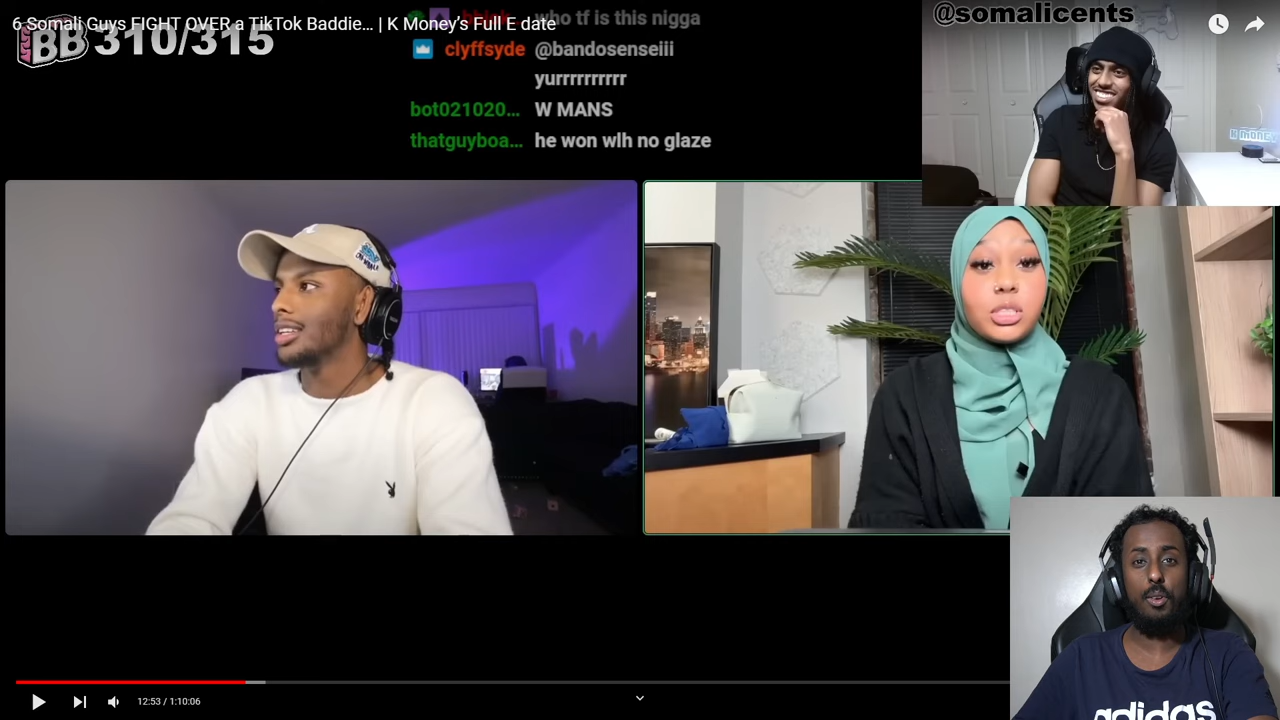 6 Somali Guys FIGHT OVER a TikTok Baddie... | K Money's Full E date
BB 310/315
who tf is this nigga
clyffsyde @bandosenseiii
yurrrrrrrrrr
bot021020... W MANS
thatguyboa... he won wlh no glaze
@somalicents
K MONEY
adidas
12:53 / 1:10:06